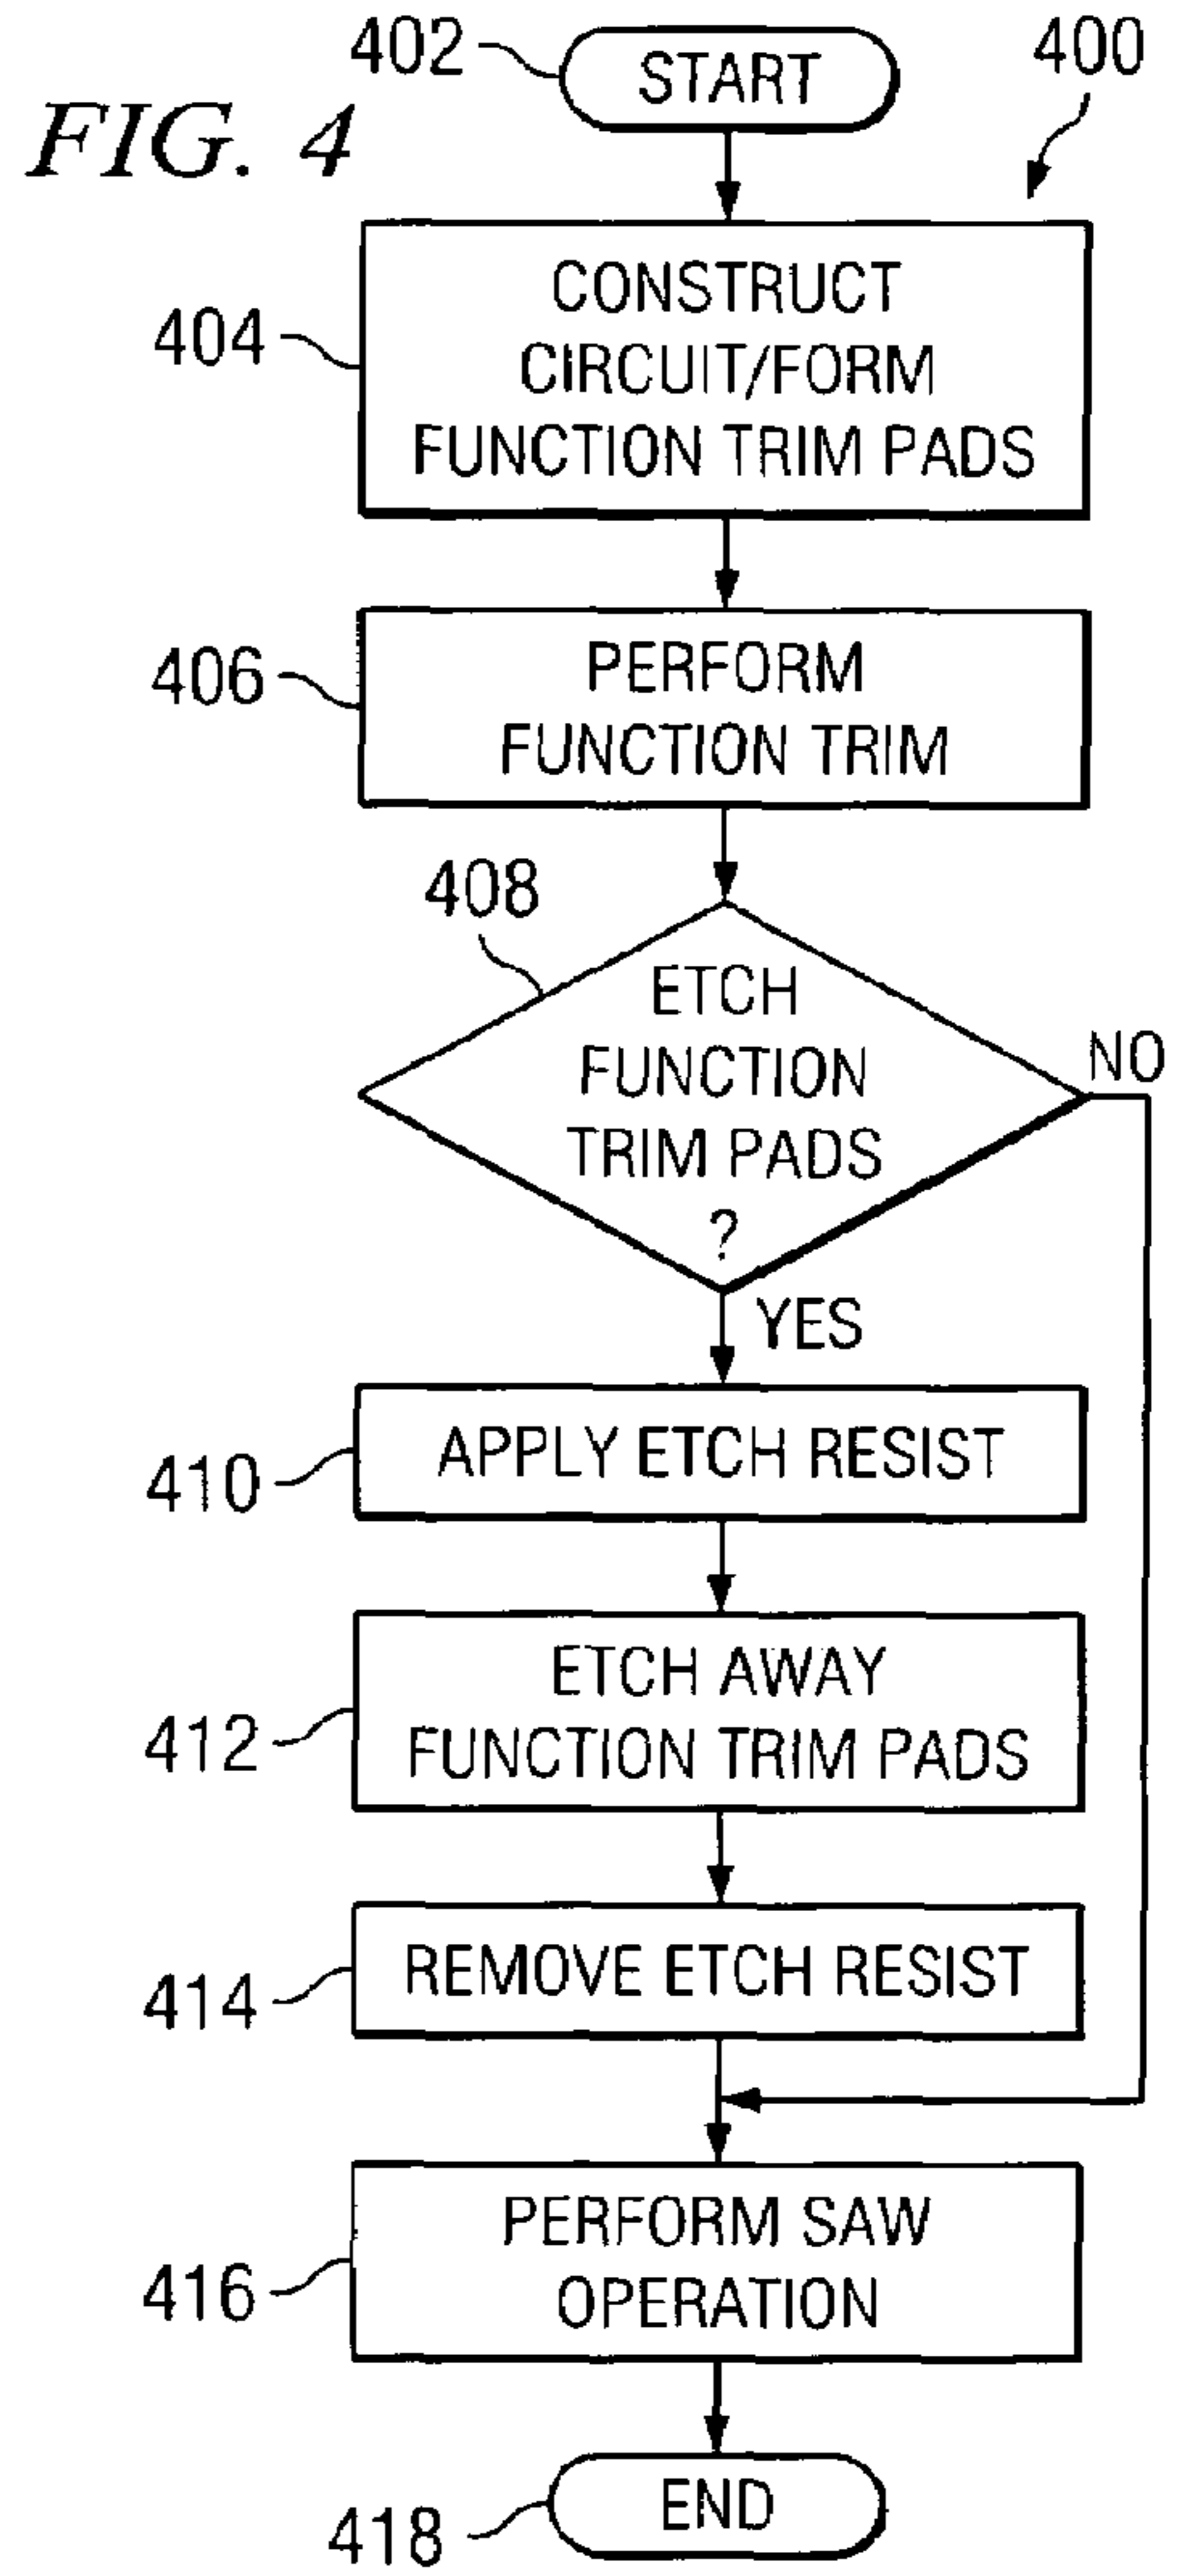 402
START
400
FIG. 4
404
CONSTRUCT
CIRCUIT/FORM
FUNCTION TRIM PADS
406
PERFORM
FUNCTION TRIM
408
ETCH
FUNCTION
TRIM PADS
?
NO
YES
410
APPLY ETCH RESIST
412
ETCH AWAY
FUNCTION TRIM PADS
414
REMOVE ETCH RESIST
416
PERFORM SAW
OPERATION
418
END